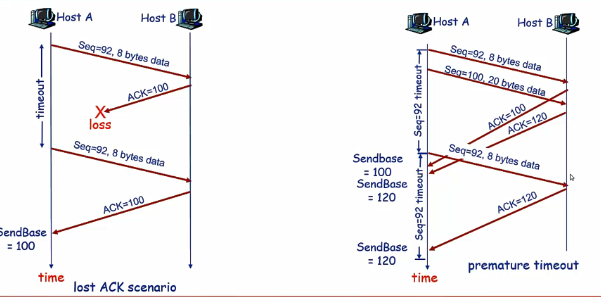 Host A
Host B
Seq=92, 8 bytes data
timeout
ACK=100
X
loss
Seq=92, 8 bytes data
ACK=100
SendBase
= 100
time
lost ACK scenario
Host A
Host B
Seq=92, 8 bytes data
Seq=100, 20 bytes data
Seq=92 timeout
ACK=100
ACK=120
Seq=92, 8 bytes data
Sendbase
= 100
SendBase
= 120
Seq=92 timeout
ACK=120
SendBase
= 120
time
premature timeout